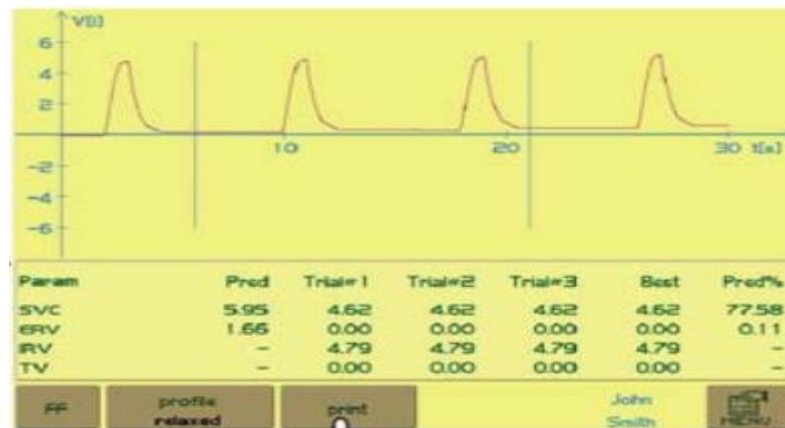 V[l]
6
4
2
-2
-4
-6
10 20 30 t[s]
Param Pred Trial#1 Trial#2 Trial#3 Best Pred%
SVC 5.95 4.62 4.62 4.62 4.62 77.58
ERV 1.66 0.00 0.00 0.00 0.00 0.11
IRV - 4.79 4.79 4.79 4.79 -
TV - 0.00 0.00 0.00 0.00 -
FF profile print John MENU
relaxed Smith